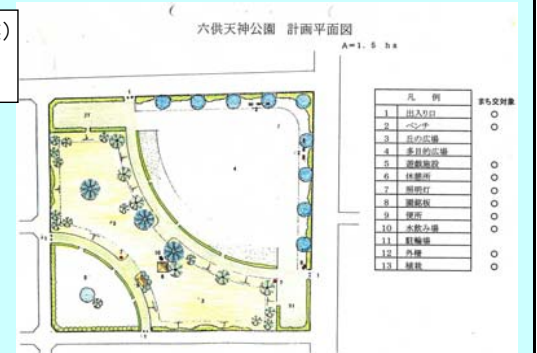 )
六供天神公園 計画平面図
A=1.5 ha
凡 例
まち交対象
1 出入り口 ○
2 ベンチ ○
3 丘の広場
4 多目的広場
5 遊戯施設 ○
6 休憩所 ○
7 照明灯 ○
8 園銘板 ○
9 便所 ○
10 水飲み場 ○
11 駐輪場
12 外柵 ○
13 植栽 ○